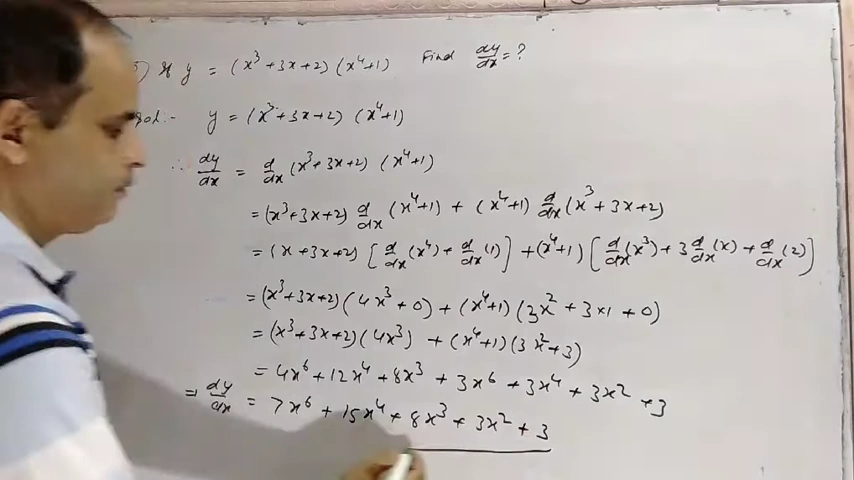 ) If y = (x³+3x+2) (x⁴+1) Find dy/dx = ?
Sol:- y = (x³+3x+2) (x⁴+1)
∴ dy/dx = d/dx (x³+3x+2) (x⁴+1)
= (x³+3x+2) d/dx (x⁴+1) + (x⁴+1) d/dx (x³+3x+2)
= (x+3x+2) [d/dx (x⁴) + d/dx (1)] + (x⁴+1) [d/dx (x³) + 3 d/dx (x) + d/dx (2)]
= (x³+3x+2) (4x³+0) + (x⁴+1) (3x² + 3×1 + 0)
= (x³+3x+2) (4x³) + (x⁴+1) (3x²+3)
= 4x⁶ + 12x⁴ + 8x³ + 3x⁶ + 3x⁴ + 3x² + 3
⇒ dy/dx = 7x⁶ + 15x⁴ + 8x³ + 3x² + 3